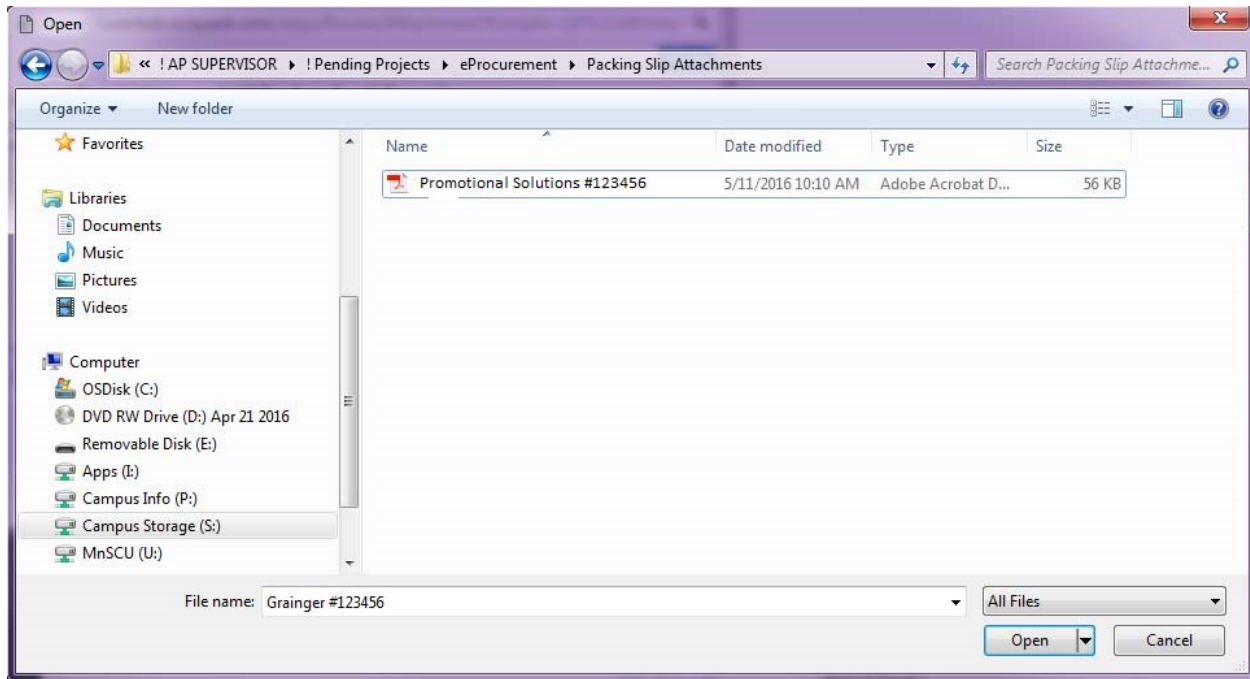 Open
« ! AP SUPERVISOR ▸ ! Pending Projects ▸ eProcurement ▸ Packing Slip Attachments Search Packing Slip Attachme...
Organize New folder
Favorites Name Date modified Type Size
Promotional Solutions #123456 5/11/2016 10:10 AM Adobe Acrobat D... 56 KB
Libraries
Documents
Music
Pictures
Videos
Computer
OSDisk (C:)
DVD RW Drive (D:) Apr 21 2016
Removable Disk (E:)
Apps (I:)
Campus Info (P:)
Campus Storage (S:)
MnSCU (U:)
File name: Grainger #123456 All Files
Open Cancel